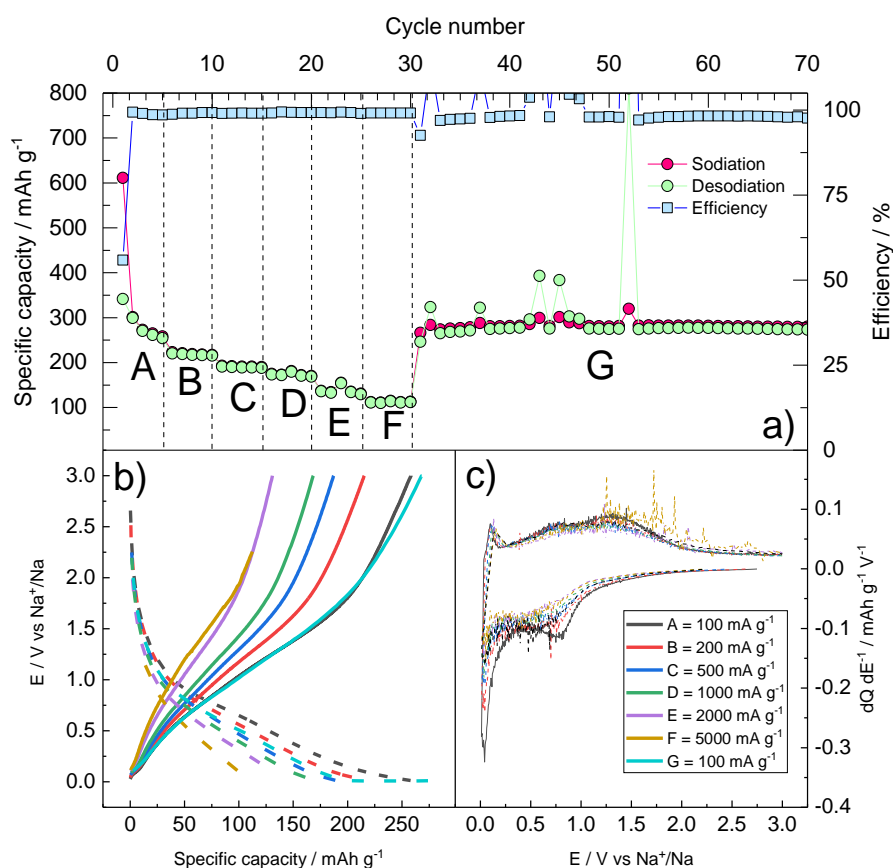 Cycle number
0 10 20 30 40 50 60 70
800
700
600
500
400
300
200
100
Specific capacity / mAh g⁻¹
100
75
50
25
0
Efficiency / %
Sodiation
Desodiation
Efficiency
A B C D E F G
a)
b)
3.0
2.5
2.0
1.5
1.0
0.5
0.0
E / V vs Na⁺/Na
0 50 100 150 200 250
Specific capacity / mAh g⁻¹
c)
0.1
0.0
-0.1
-0.2
-0.3
-0.4
dQ dE⁻¹ / mAh g⁻¹ V⁻¹
A = 100 mA g⁻¹
B = 200 mA g⁻¹
C = 500 mA g⁻¹
D = 1000 mA g⁻¹
E = 2000 mA g⁻¹
F = 5000 mA g⁻¹
G = 100 mA g⁻¹
0.0 0.5 1.0 1.5 2.0 2.5 3.0
E / V vs Na⁺/Na